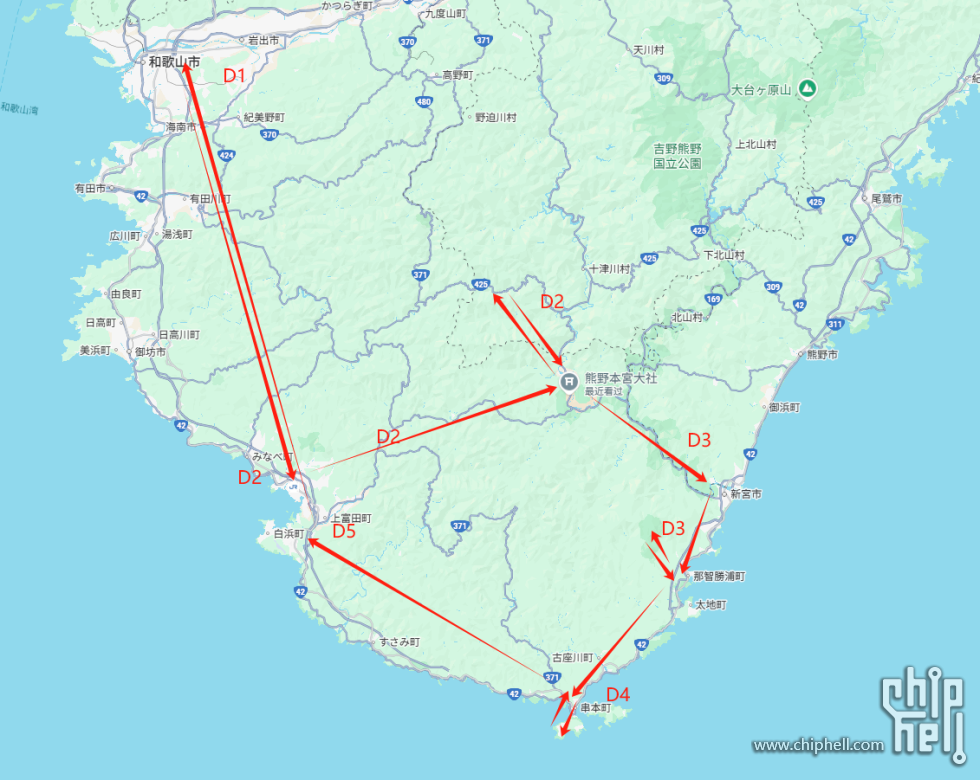 かつらぎ町
九度山町
岩出市
370
371
和歌山市
D1
天川村
309
高野町
大台ヶ原山
480
和歌山湾
紀美野町
野迫川村
海南市
370
424
上北山村
吉野熊野
国立公園
有田市
42
有田川町
425
尾鷲市
広川町
湯浅町
425
42
下北山村
425
十津川村
371
425
309
由良町
D2
169
42
北山村
日高町
日高川町
311
美浜町
御坊市
熊野市
熊野本宮大社
最近看过
御浜町
42
D2
D3
みなべ町
42
D2
新宮市
JR
上富田町
371
D3
白浜町
D5
那智勝浦町
42
太地町
すさみ町
42
古座川町
371
42
D4
串本町
chip
hell
www.chiphell.com